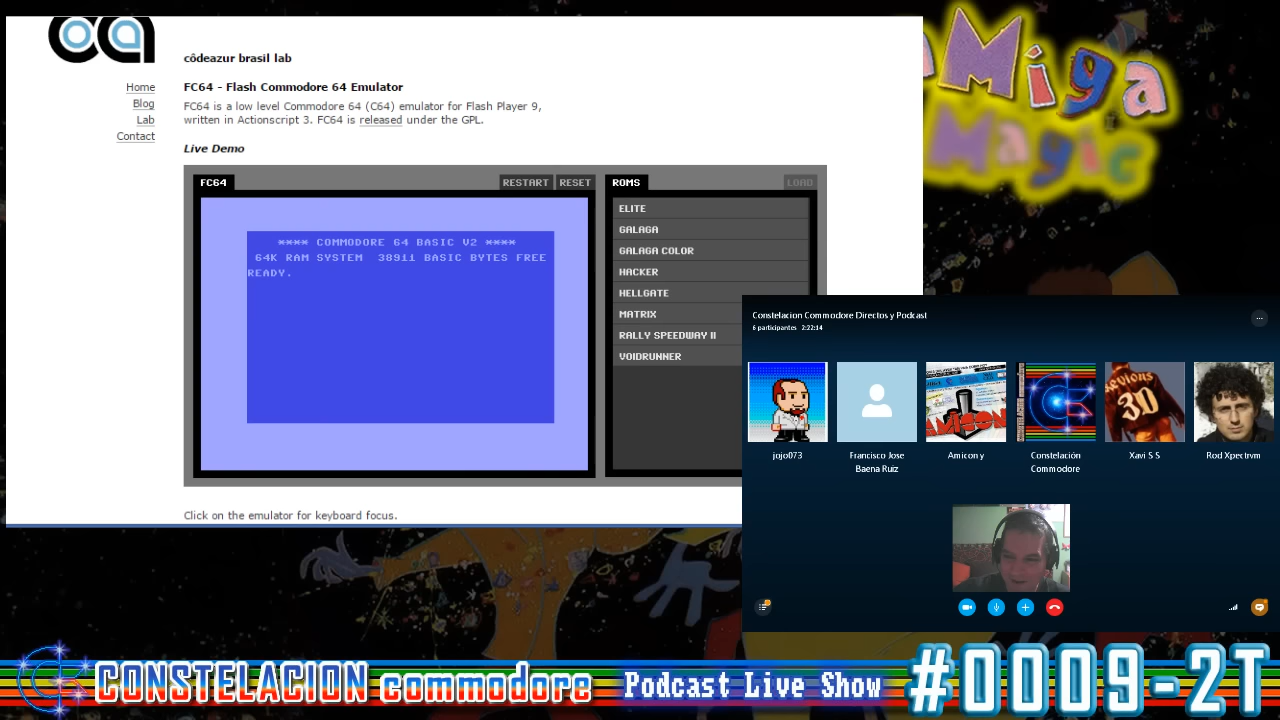 côdeazur brasil lab
Home
Blog
Lab
Contact
FC64 - Flash Commodore 64 Emulator
FC64 is a low level Commodore 64 (C64) emulator for Flash Player 9,
written in Actionscript 3. FC64 is released under the GPL.
Live Demo
FC64
RESTART
RESET
**** COMMODORE 64 BASIC V2 ****
64K RAM SYSTEM 38911 BASIC BYTES FREE
READY.
ROMS
LOAD
ELITE
GALAGA
GALAGA COLOR
HACKER
HELLGATE
MATRIX
RALLY SPEEDWAY II
VOIDRUNNER
Click on the emulator for keyboard focus.
aMiga
Magic
Constelacion Commodore Directos y Podcast
6 participantes 2:22:14
jojo073
Francisco Jose
Baena Ruiz
Amicon y
Constelación
Commodore
Xavi S S
Rod Xpectrvm
30
CONSTELACION commodore
Podcast Live Show
#0009-2T